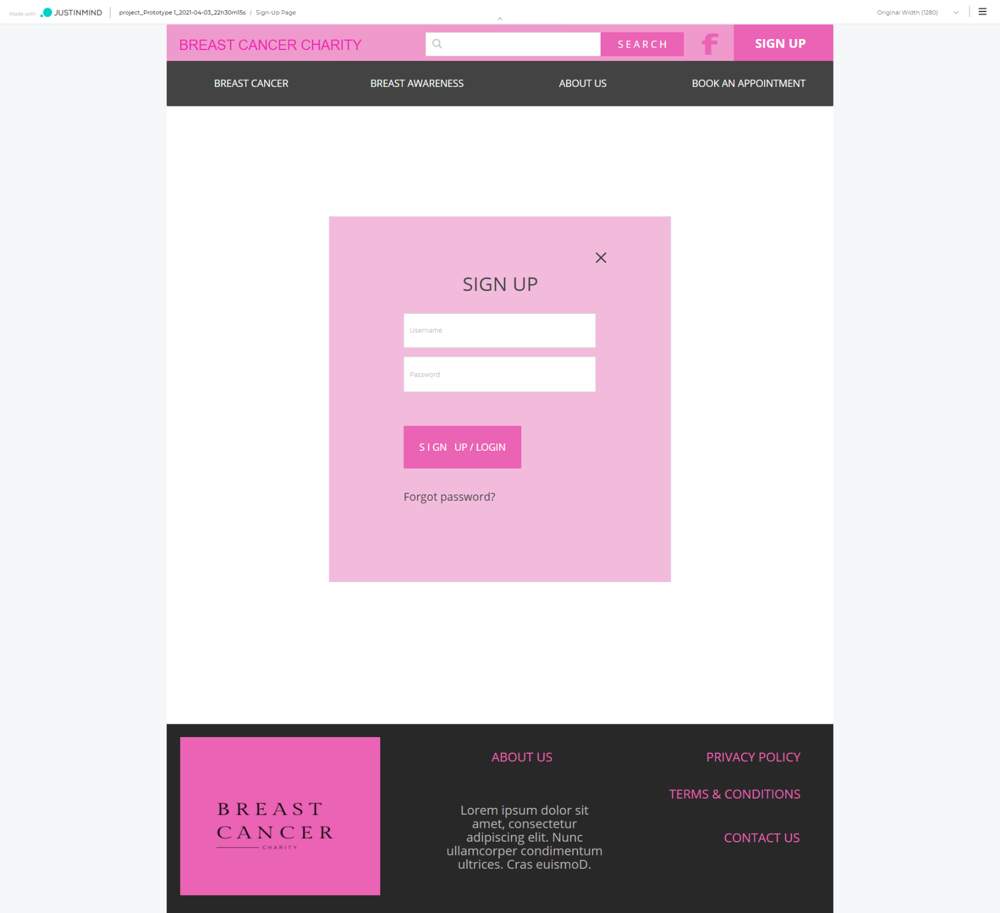 Made with JUSTINMIND project_Prototype 1_2021-04-03_22h30m15s / Sign-Up Page Original Width (1280)
BREAST CANCER CHARITY SEARCH f SIGN UP
BREAST CANCER BREAST AWARENESS ABOUT US BOOK AN APPOINTMENT
SIGN UP
Username
Password
S I GN UP / LOGIN
Forgot password?
BREAST
CANCER
CHARITY
ABOUT US
Lorem ipsum dolor sit
amet, consectetur
adipiscing elit. Nunc
ullamcorper condimentum
ultrices. Cras euismoD.
PRIVACY POLICY
TERMS & CONDITIONS
CONTACT US